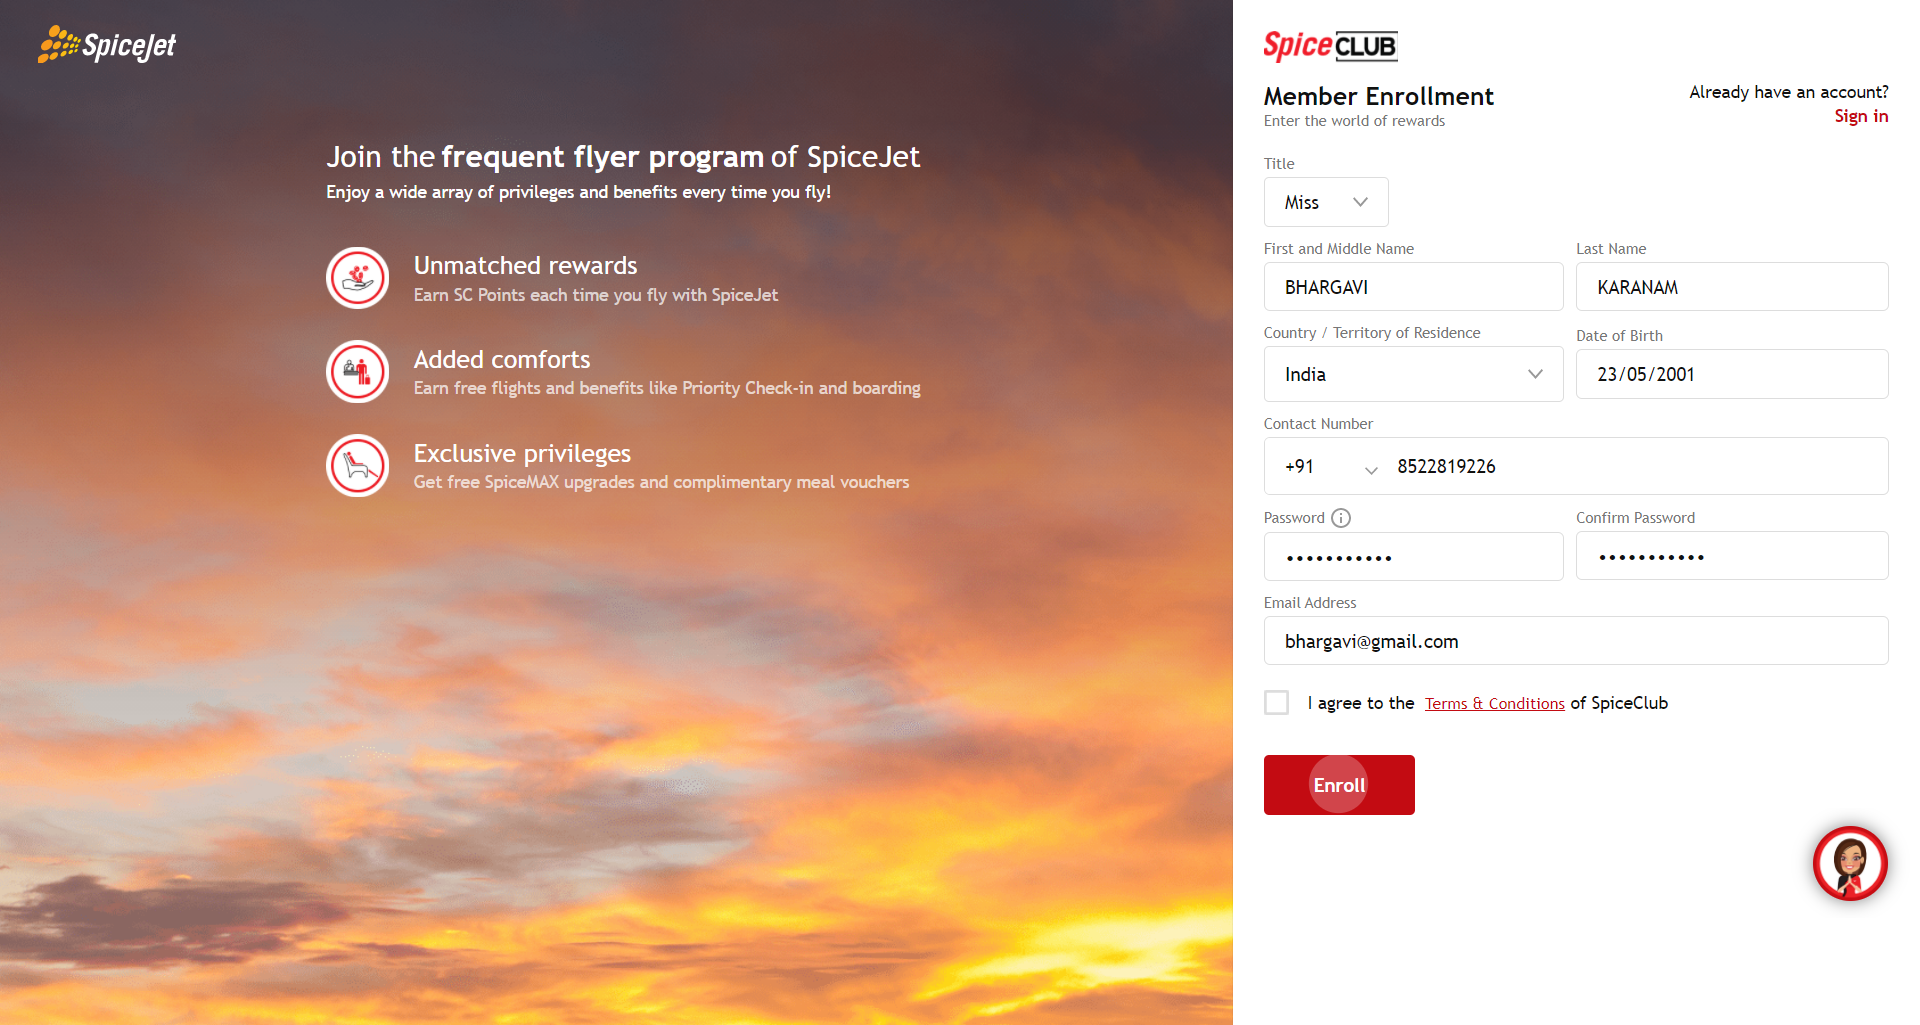 SpiceJet
Join the frequent flyer program of SpiceJet
Enjoy a wide array of privileges and benefits every time you fly!
Unmatched rewards
Earn SC Points each time you fly with SpiceJet
Added comforts
Earn free flights and benefits like Priority Check-in and boarding
Exclusive privileges
Get free SpiceMAX upgrades and complimentary meal vouchers
SpiceCLUB
Member Enrollment
Enter the world of rewards
Already have an account?
Sign in
Title
Miss
First and Middle Name
Last Name
BHARGAVI
KARANAM
Country / Territory of Residence
Date of Birth
India
23/05/2001
Contact Number
+91
8522819226
Password
Confirm Password
•••••••••••
•••••••••••
Email Address
bhargavi@gmail.com
I agree to the Terms & Conditions of SpiceClub
Enroll